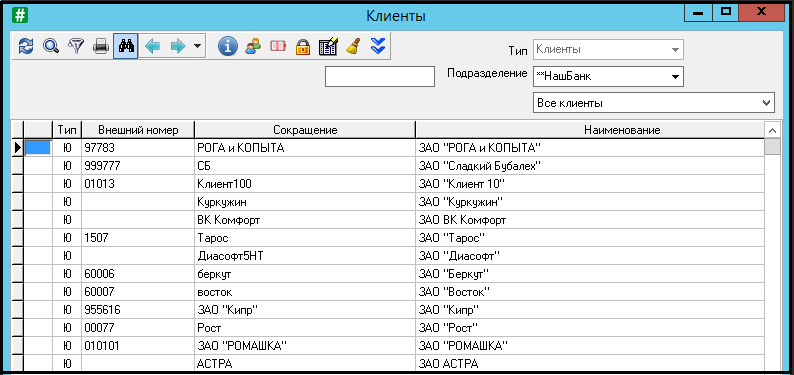 Клиенты
Тип Клиенты
Подразделение **НашБанк
Все клиенты
Тип Внешний номер Сокращение Наименование
Ю 97783 РОГА и КОПЫТА ЗАО "РОГА и КОПЫТА"
Ю 999777 СБ ЗАО "Сладкий Бубалех"
Ю 01013 Клиент100 ЗАО "Клиент 10"
Ю Куркужин ЗАО "Куркужин"
Ю ВК Комфорт ЗАО ВК Комфорт
Ю 1507 Тарос ЗАО "Тарос"
Ю Диасофт5НТ ЗАО "Диасофт"
Ю 60006 беркут ЗАО "Беркут"
Ю 60007 восток ЗАО "Восток"
Ю 955616 ЗАО "Кипр" ЗАО "Кипр"
Ю 00077 Рост ЗАО "Рост"
Ю 010101 ЗАО "РОМАШКА" ЗАО "РОМАШКА"
Ю АСТРА ЗАО АСТРА